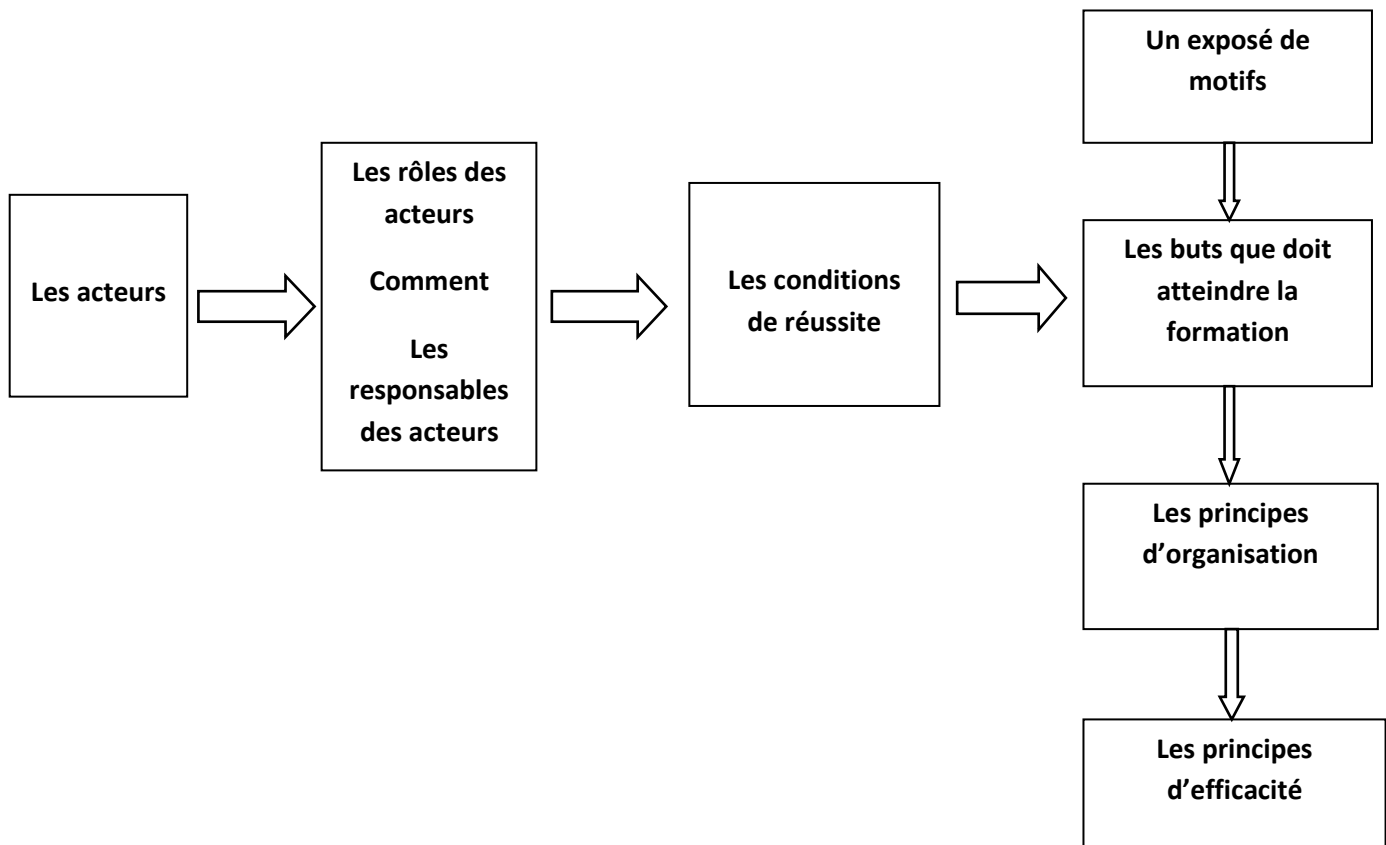 Un exposé de
motifs
Les acteurs
Les rôles des
acteurs
Comment
Les
responsables
des acteurs
Les conditions
de réussite
Les buts que doit
atteindre la
formation
Les principes
d’organisation
Les principes
d’efficacité